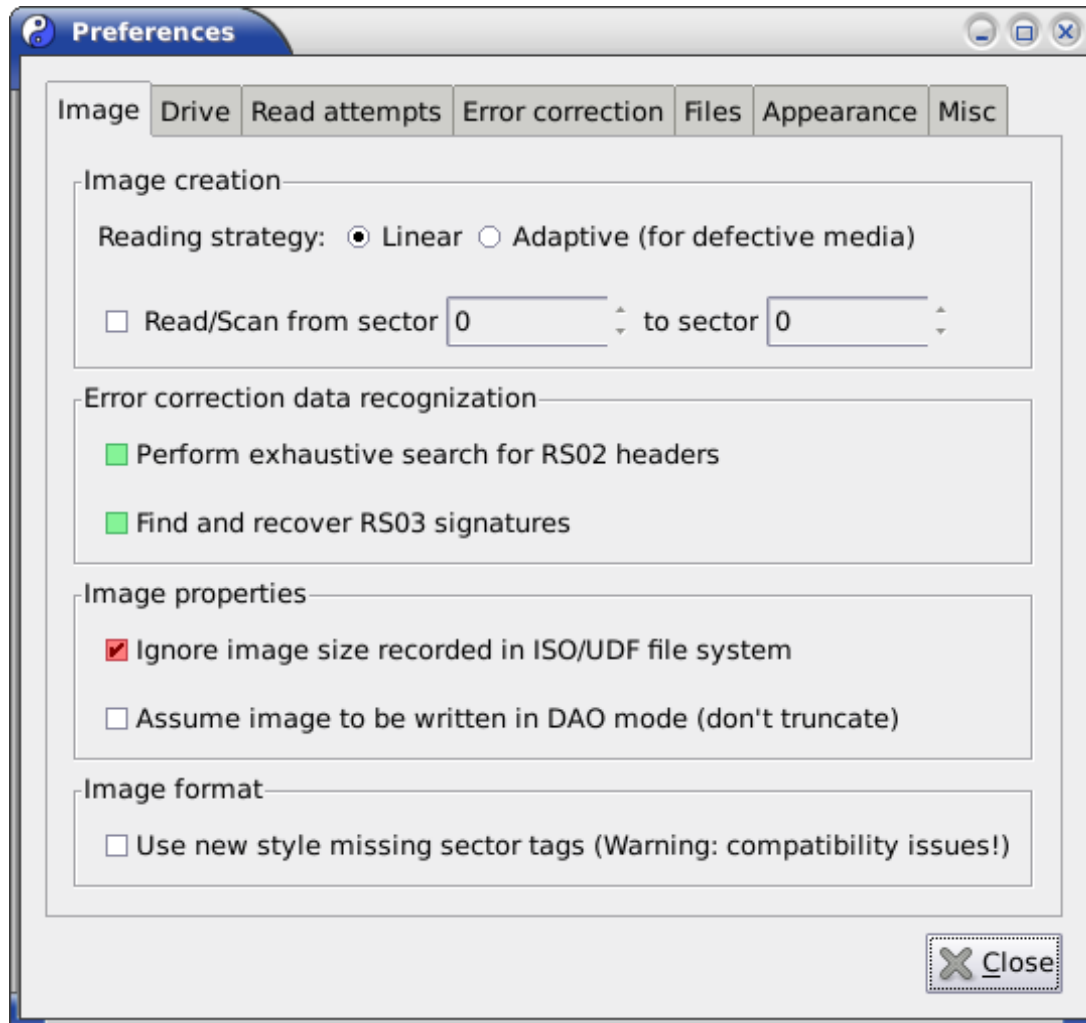 Preferences
Image Drive Read attempts Error correction Files Appearance Misc
Image creation
Reading strategy: Linear Adaptive (for defective media)
Read/Scan from sector 0 to sector 0
Error correction data recognization
Perform exhaustive search for RS02 headers
Find and recover RS03 signatures
Image properties
Ignore image size recorded in ISO/UDF file system
Assume image to be written in DAO mode (don't truncate)
Image format
Use new style missing sector tags (Warning: compatibility issues!)
Close